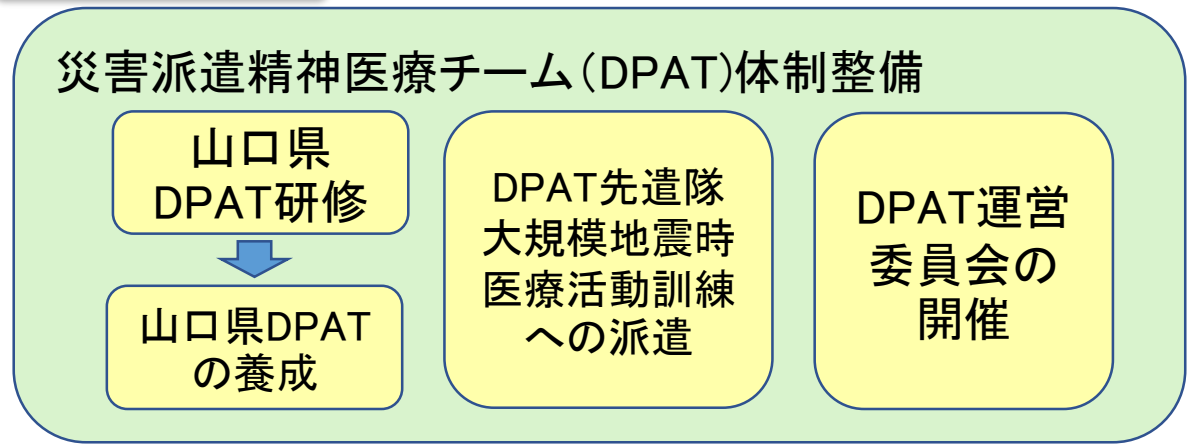 災害派遣精神医療チーム(DPAT)体制整備
山口県
DPAT研修
山口県DPAT
の養成
DPAT先遣隊
大規模地震時
医療活動訓練
への派遣
DPAT運営
委員会の
開催